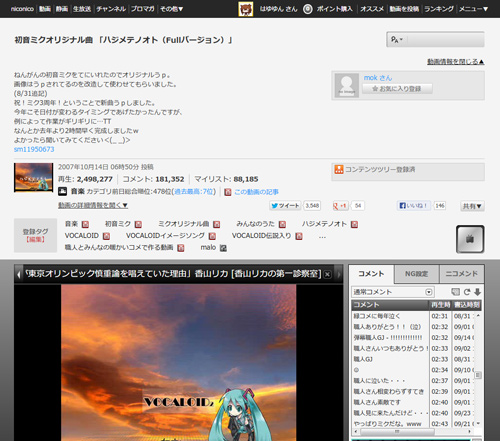 niconico 動画 静画 生放送 チャンネル ブロマガ その他▼ はゆゆん さん ポイント購入 オススメ 動画を投稿 ランキング メニュー▼
初音ミクオリジナル曲 「ハジメテノオト（Fullバージョン）」
動画情報を閉じる▲
ねんがんの初音ミクをてにいれたのでオリジナルうｐ。
画像はうｐされてるのを改造して使わせてもらいました。
(8/31追記)
祝！ミク3周年！ということで新曲うｐしました。
今年こそ日付が変わるタイミングであげたかったんですが、
例によって作業がギリギリに…TT
なんとか去年より2時間早く完成しましたｗ
よかったら聞いてみてください<(_ _)>
sm11950673
mok さん
★ お気に入り登録
2007年10月14日 06時50分 投稿
再生: 2,498,277 コメント: 181,352 マイリスト: 88,185
音楽 カテゴリ前日総合順位:478位(過去最高:7位) この動画の記事
コンテンツツリー登録済
動画の詳細情報を開く▼
ツイート 3,548 +1 54 いいね！ 146 共有▼
登録タグ
【編集】
音楽 初音ミク ミクオリジナル曲 みんなのうた ハジメテノオト
VOCALOID VOCALOIDイメージソング VOCALOID伝説入り ...
職人とみんなの暖かいコメで作る動画 malo
「東京オリンピック慎重論を唱えていた理由」香山リカ [香山リカの第一診察室]
コメント NG設定 ニコメンド
通常コメント
コメント 再生時 書込時刻
緑コメに毎年泣く 02:31 08/31
職人ありがとう！！（泣） 02:32 09/01
弾幕職人GJ - !!!!!!!!!!!!!! 02:32 09/14
職人さんいつもありがとう！
職人GJ 02:33 08/31
02:34 09/10
職人に泣いた・・・ 02:37 09/01
職人さん相変わらずすてき 02:39
職人さん素敵です 02:40
職人見に来たんだけど・・・ 02:40 09/23
やっぱりミクだな。www 02:44
VOCALOID